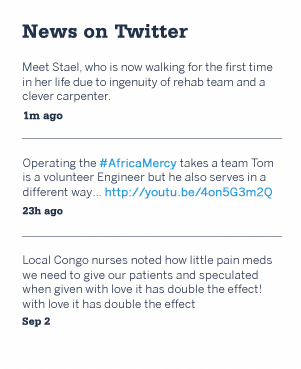 News on Twitter
Meet Stael, who is now walking for the first time
in her life due to ingenuity of rehab team and a
clever carpenter.
1m ago
Operating the #AfricaMercy takes a team Tom
is a volunteer Engineer but he also serves in a
different way... http://youtu.be/4on5G3m2Q
23h ago
Local Congo nurses noted how little pain meds
we need to give our patients and speculated
when given with love it has double the effect!
with love it has double the effect
Sep 2